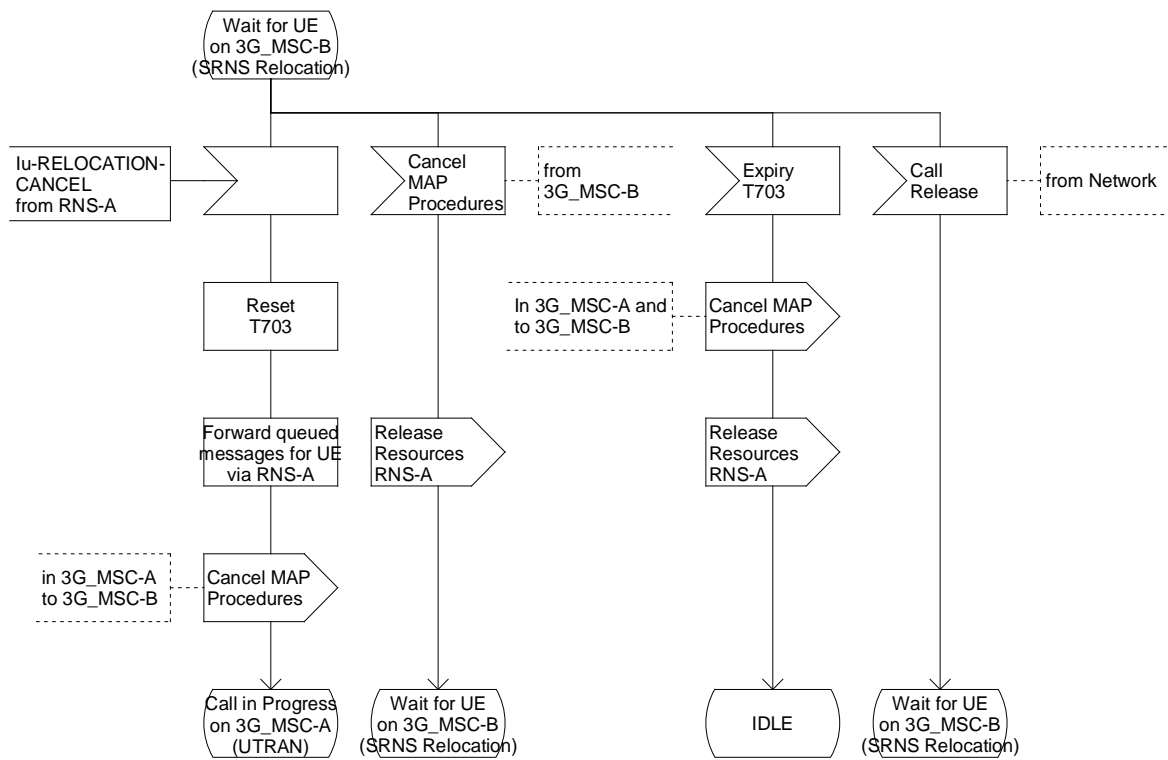 Wait for UE
on 3G_MSC-B
(SRNS Relocation)
Iu-RELOCATION-
CANCEL
from RNS-A
Cancel
MAP
Procedures
from
3G_MSC-B
Expiry
T703
Call
Release
from Network
Reset
T703
In 3G_MSC-A and
to 3G_MSC-B
Cancel MAP
Procedures
Forward queued
messages for UE
via RNS-A
Release
Resources
RNS-A
Release
Resources
RNS-A
in 3G_MSC-A
to 3G_MSC-B
Cancel MAP
Procedures
Call in Progress
on 3G_MSC-A
(UTRAN)
Wait for UE
on 3G_MSC-B
(SRNS Relocation)
IDLE
Wait for UE
on 3G_MSC-B
(SRNS Relocation)